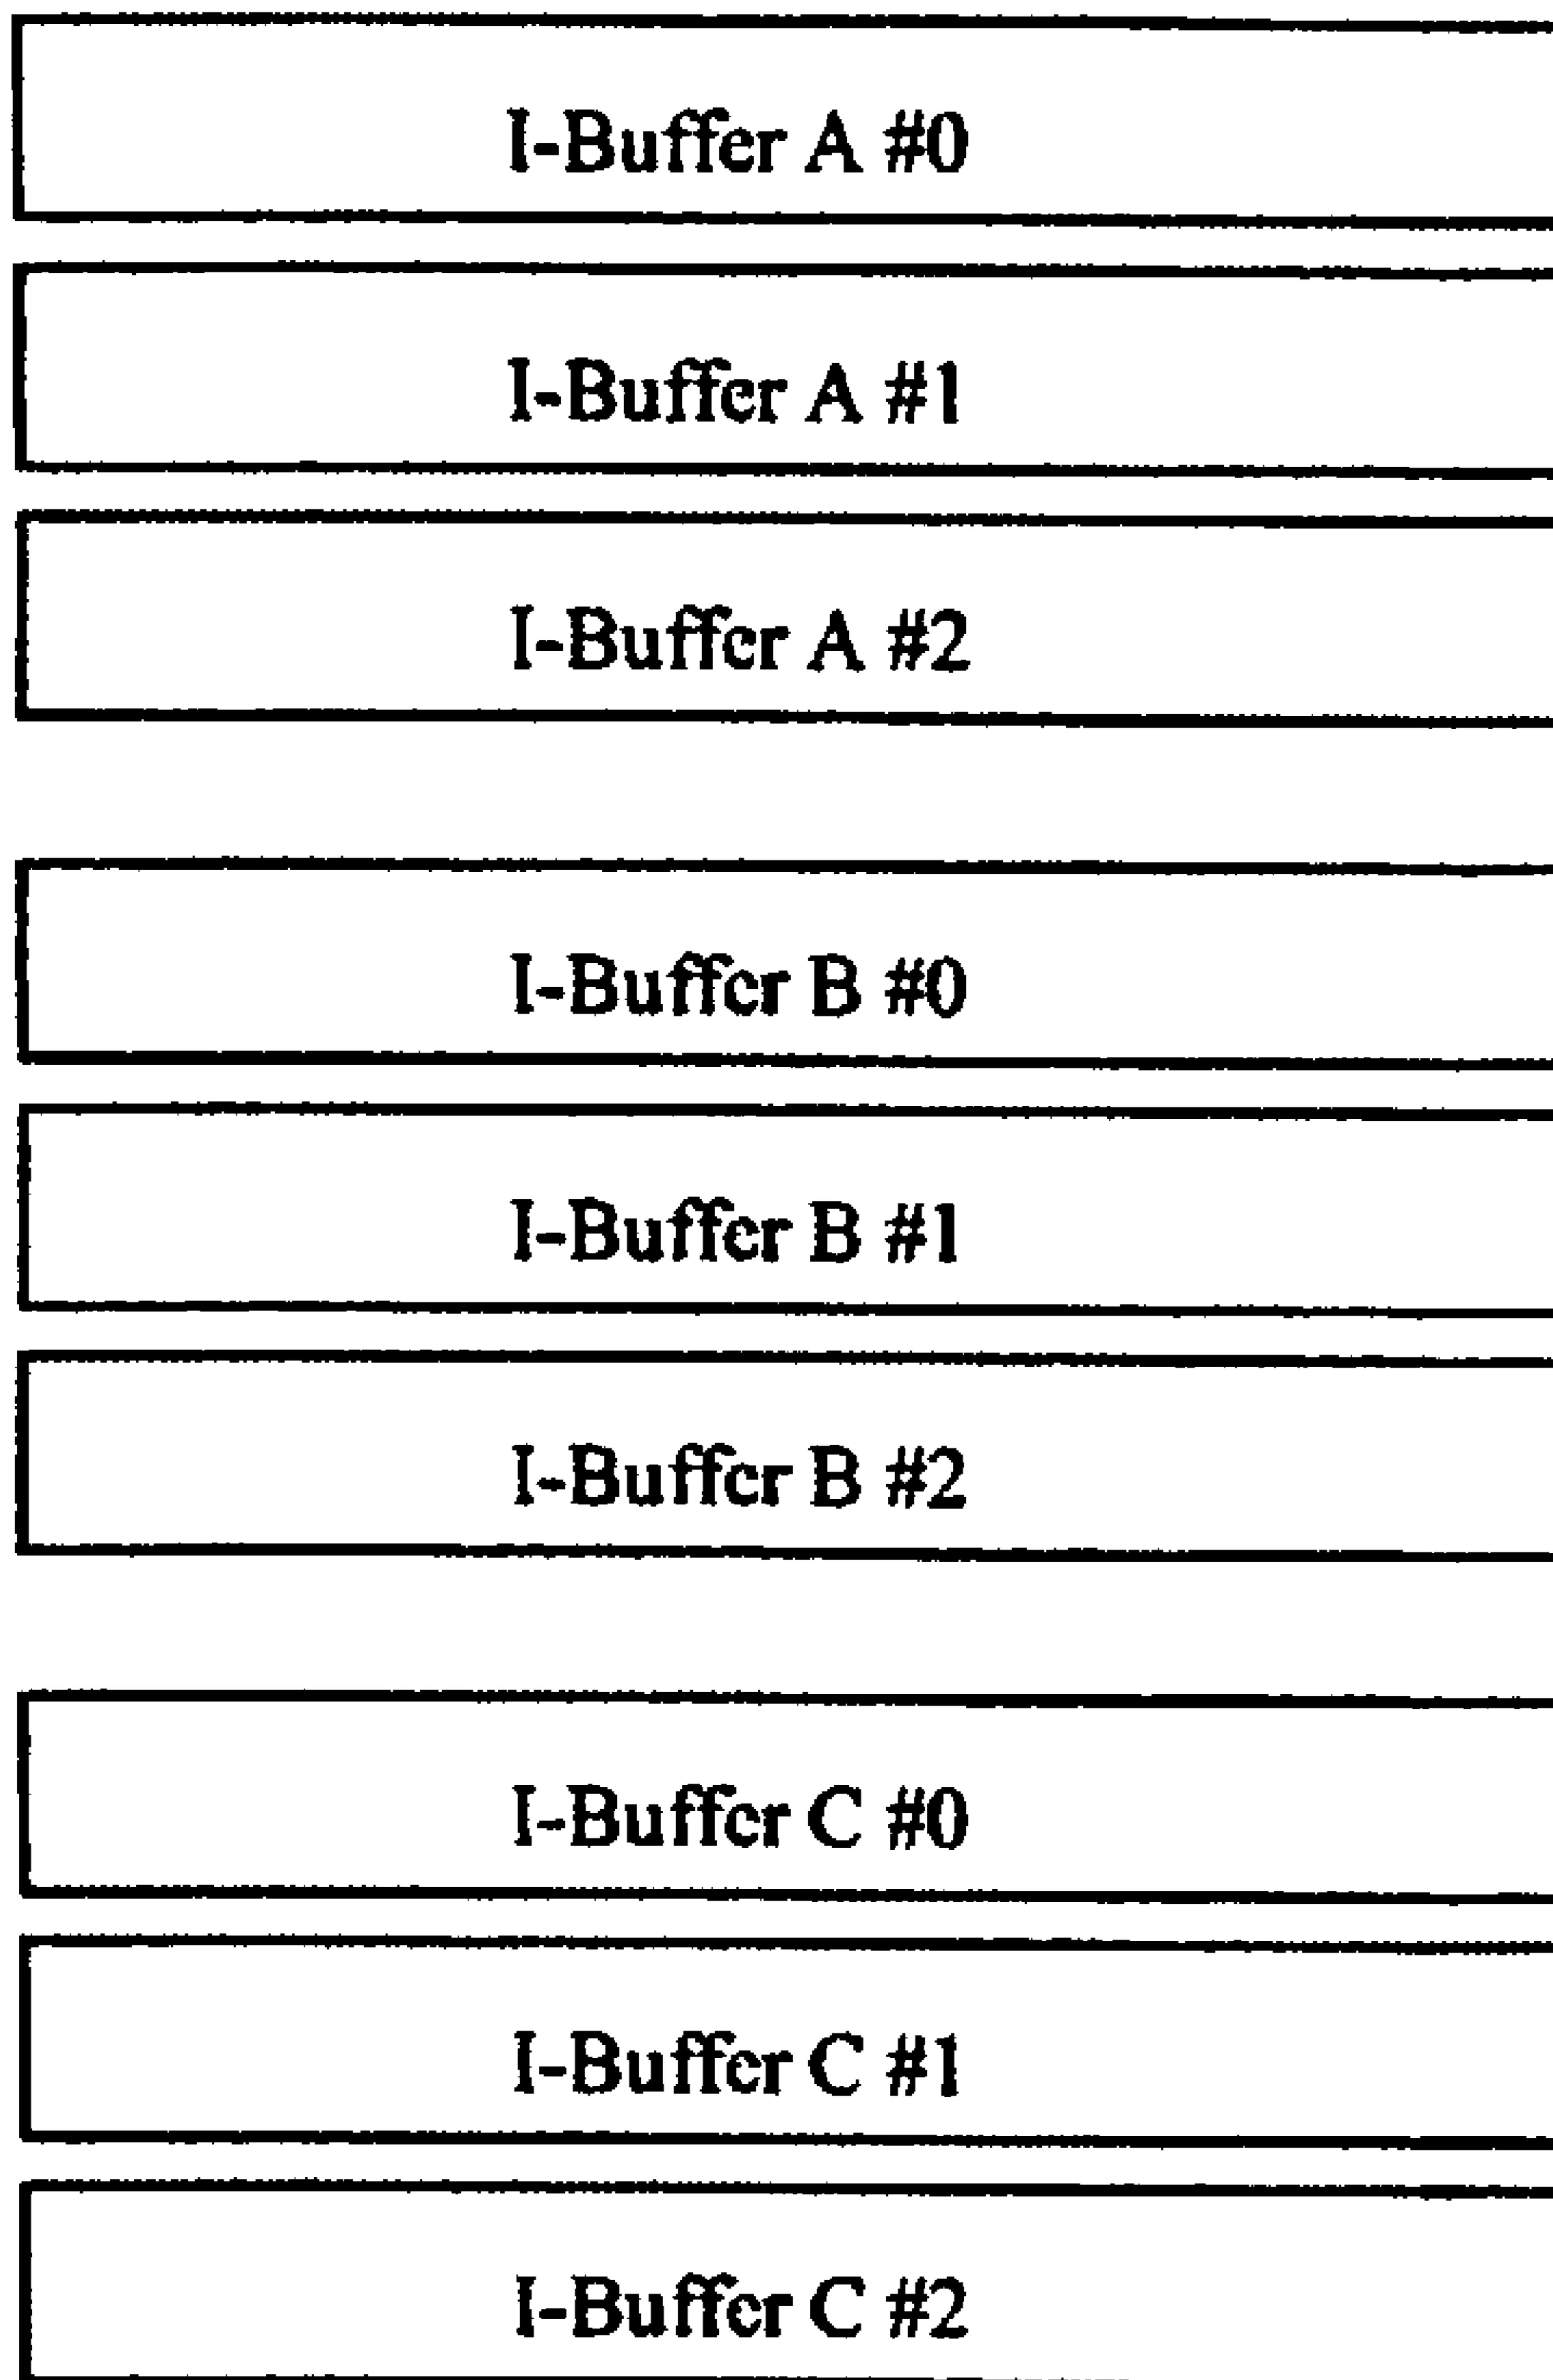 I-Buffer A #0
I-Buffer A #1
I-Buffer A #2
I-Buffer B #0
I-Buffer B #1
I-Buffer B #2
I-Buffer C #0
I-Buffer C #1
I-Buffer C #2